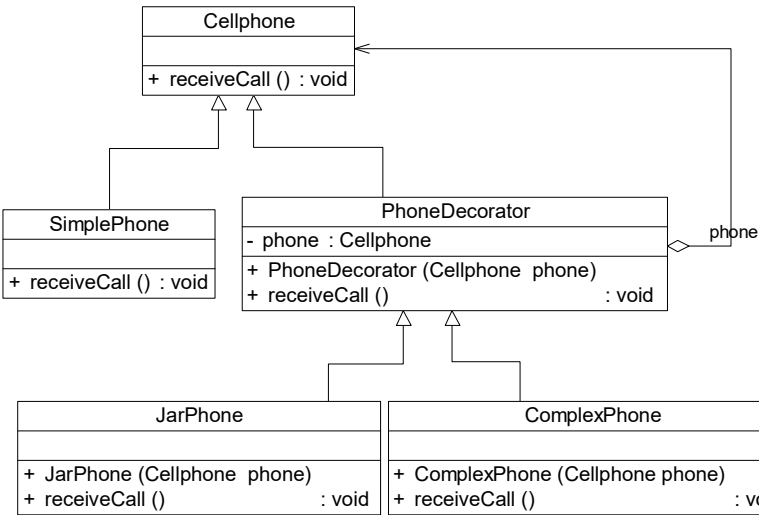 Cellphone
+ receiveCall () : void
SimplePhone
+ receiveCall () : void
PhoneDecorator
- phone : Cellphone
+ PhoneDecorator (Cellphone phone)
+ receiveCall () : void
phone
JarPhone
+ JarPhone (Cellphone phone)
+ receiveCall () : void
ComplexPhone
+ ComplexPhone (Cellphone phone)
+ receiveCall () :